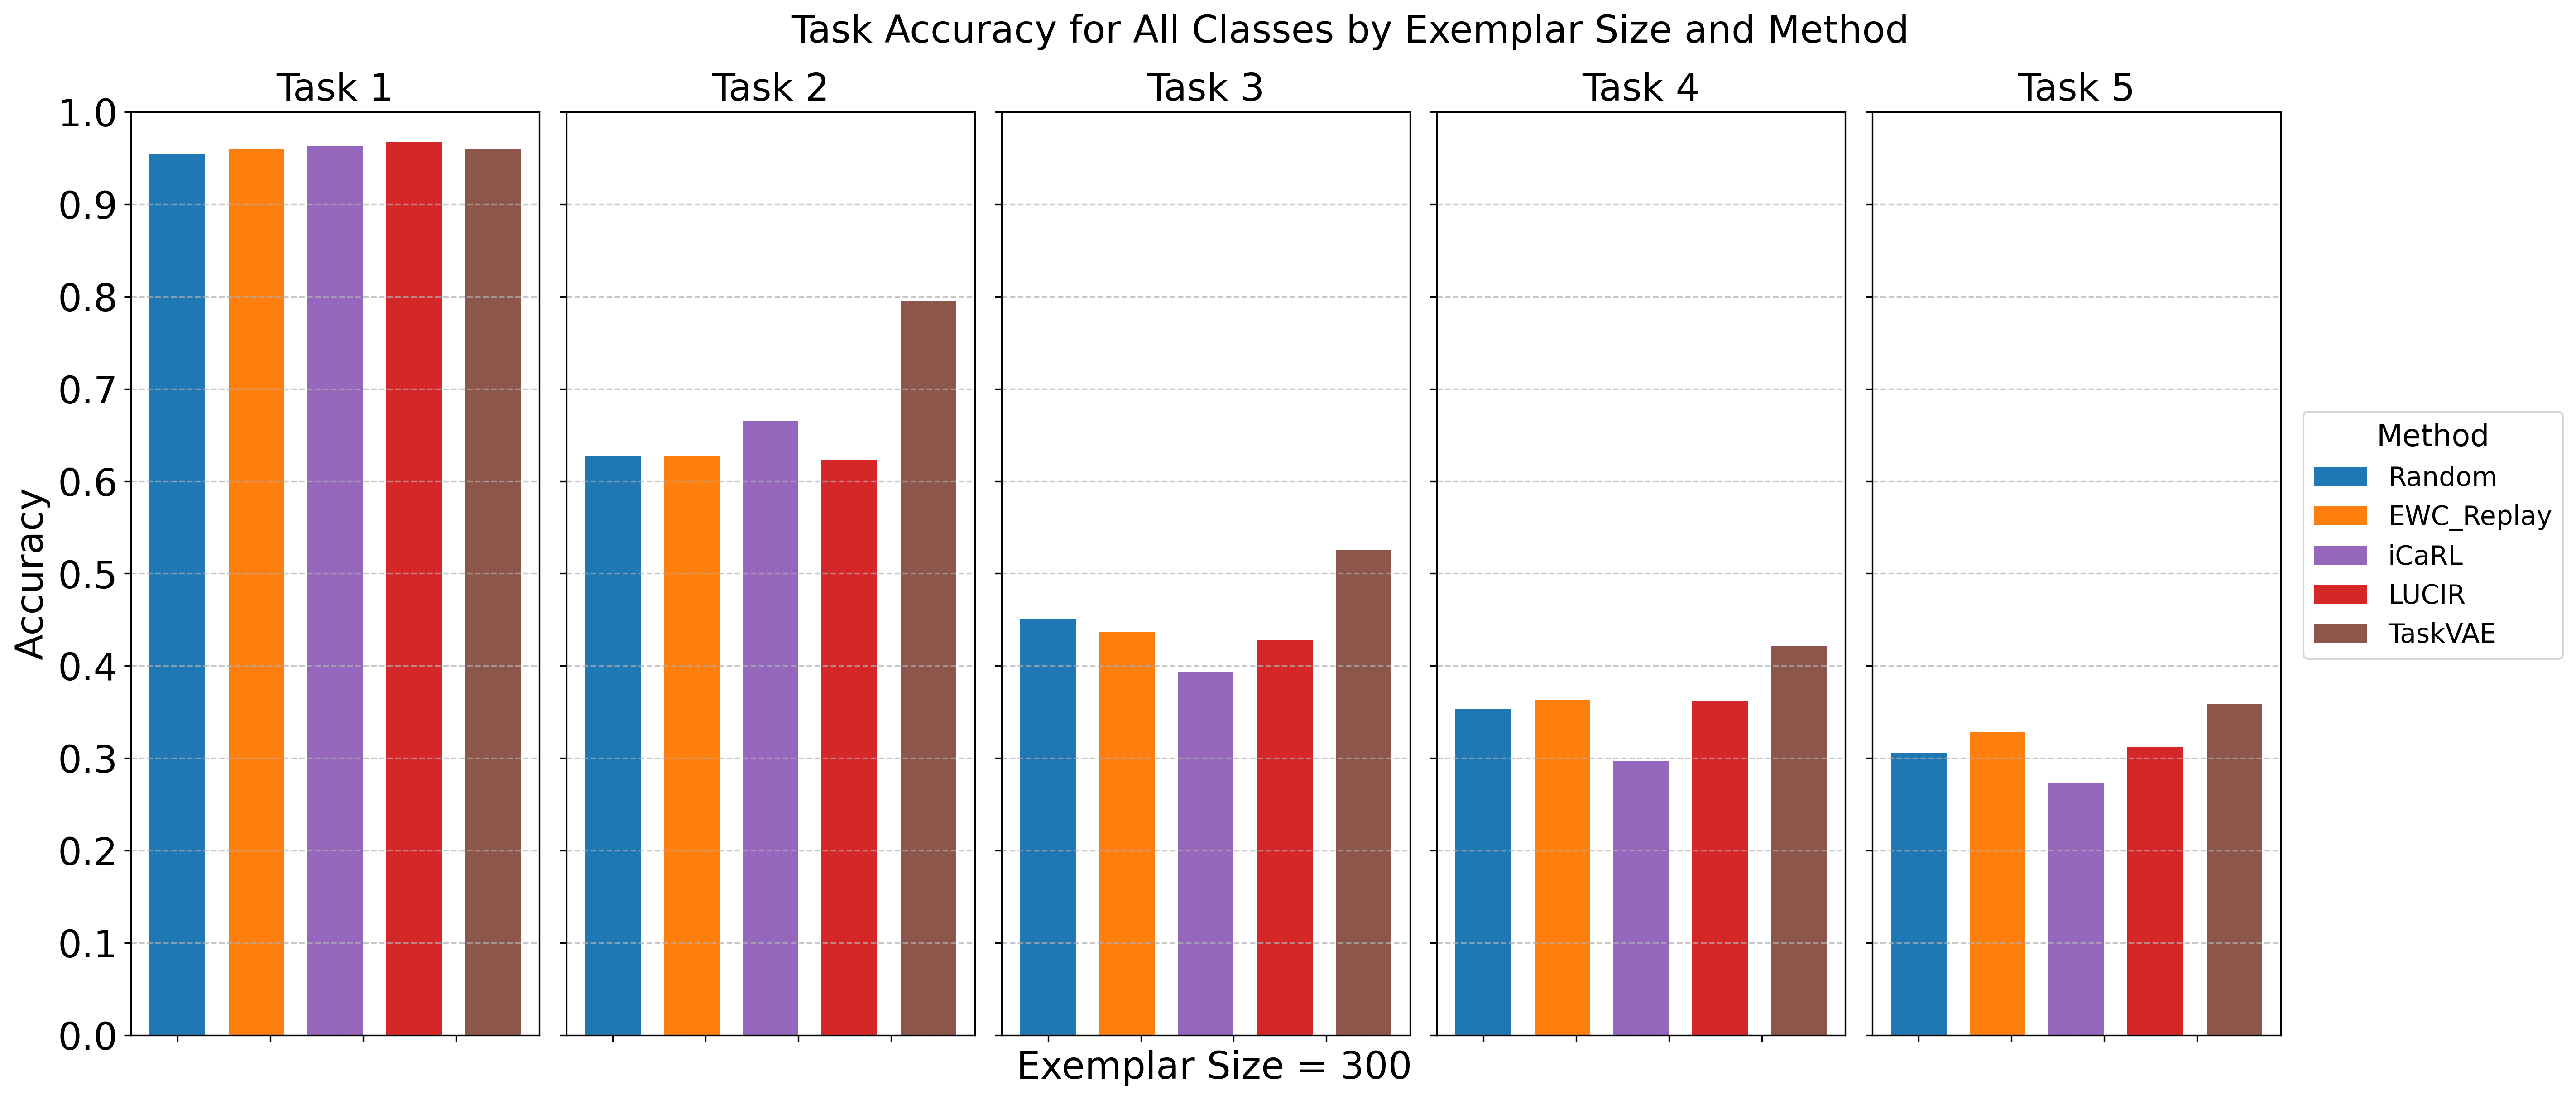 Task Accuracy for All Classes by Exemplar Size and Method
Task 1
Task 2
Task 3
Task 4
Task 5
1.0
0.9
0.8
0.7
0.6
0.5
0.4
0.3
0.2
0.1
0.0
Accuracy
Exemplar Size = 300
Method
Random
EWC_Replay
iCaRL
LUCIR
TaskVAE